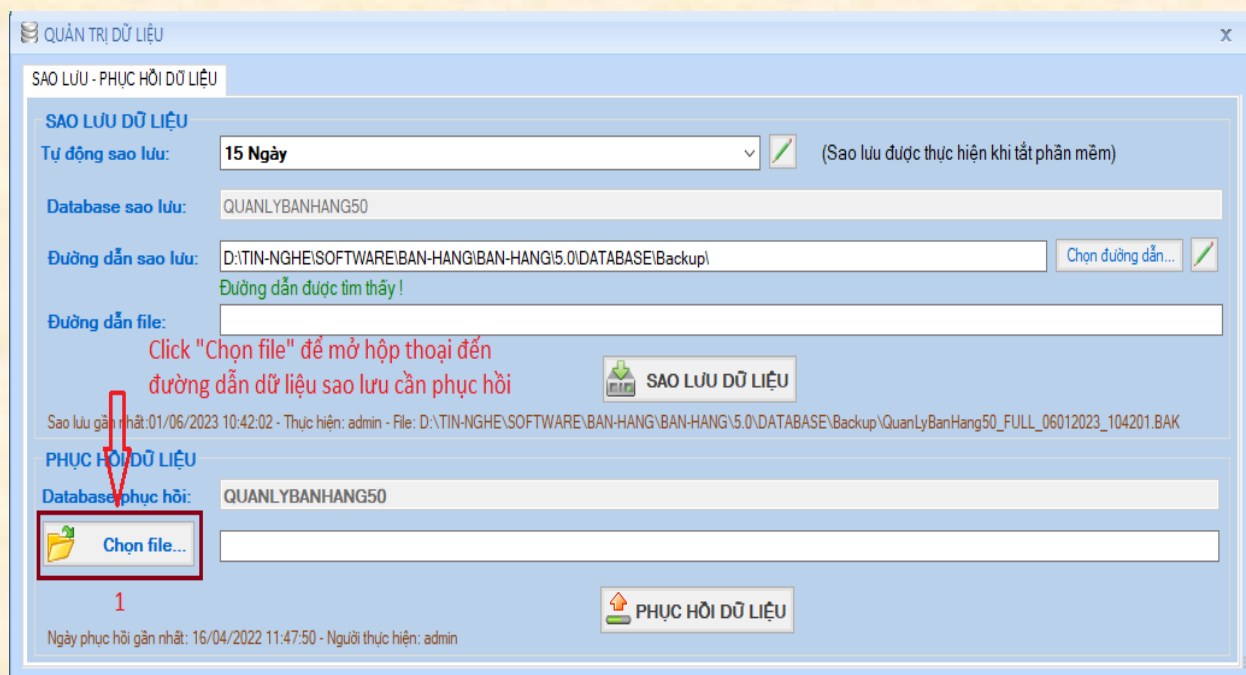 QUẢN TRỊ DỮ LIỆU X
SAO LƯU - PHỤC HỒI DỮ LIỆU
SAO LƯU DỮ LIỆU
Tự động sao lưu: 15 Ngày (Sao lưu được thực hiện khi tắt phần mềm)
Database sao lưu: QUANLYBANHANG50
Đường dẫn sao lưu: D:\TIN-NGHE\SOFTWARE\BAN-HANG\BAN-HANG\5.0\DATABASE\Backup\ Chọn đường dẫn...
Đường dẫn được tìm thấy !
Đường dẫn file:
Click "Chọn file" để mở hộp thoại đến
đường dẫn dữ liệu sao lưu cần phục hồi
SAO LƯU DỮ LIỆU
Sao lưu gần nhất:01/06/2023 10:42:02 - Thực hiện: admin - File: D:\TIN-NGHE\SOFTWARE\BAN-HANG\BAN-HANG\5.0\DATABASE\Backup\QuanLyBanHang50_FULL_06012023_104201.BAK
PHỤC HỒI DỮ LIỆU
Database phục hồi: QUANLYBANHANG50
Chọn file...
1
PHỤC HỒI DỮ LIỆU
Ngày phục hồi gần nhất: 16/04/2022 11:47:50 - Người thực hiện: admin